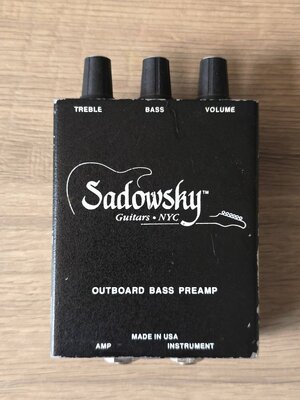 TREBLE BASS VOLUME
Sadowsky™
Guitars • NYC
OUTBOARD BASS PREAMP
MADE IN USA
AMP INSTRUMENT